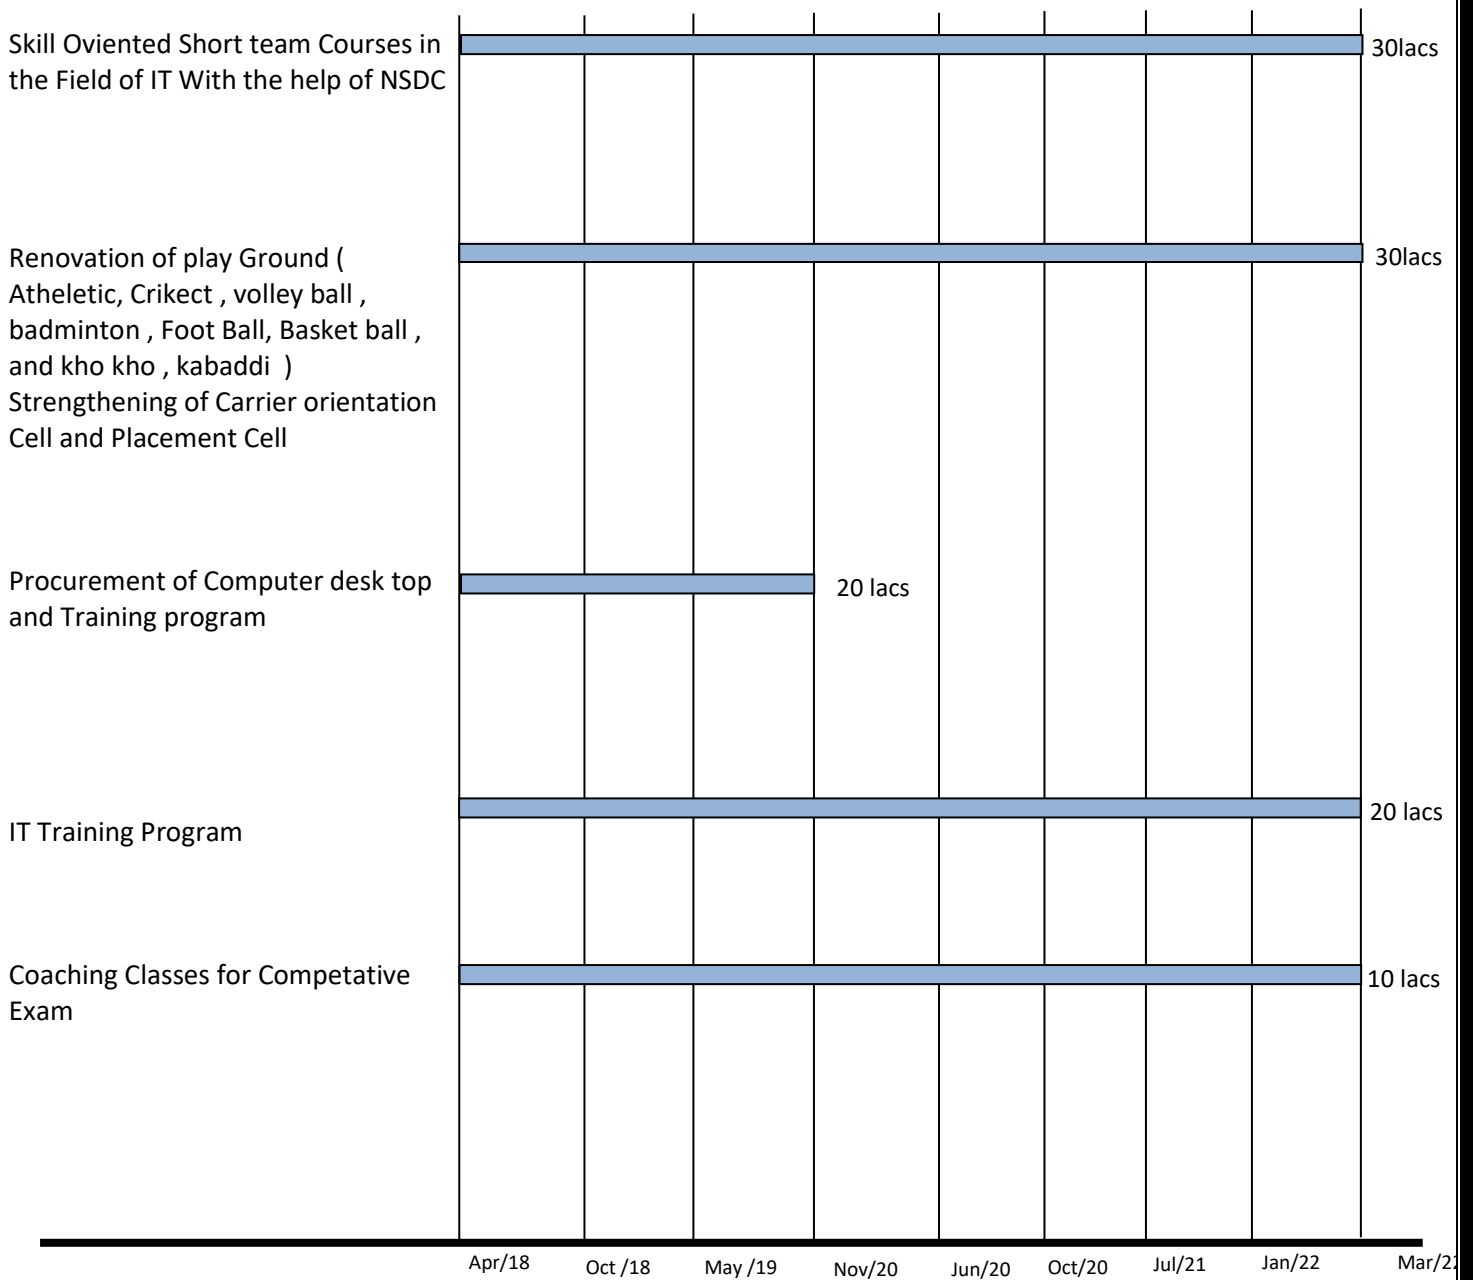 Skill Oviented Short team Courses in
the Field of IT With the help of NSDC
30lacs
Renovation of play Ground (
Atheletic, Crikect , volley ball ,
badminton , Foot Ball, Basket ball ,
and kho kho , kabaddi )
Strengthening of Carrier orientation
Cell and Placement Cell
30lacs
Procurement of Computer desk top
and Training program
20 lacs
IT Training Program
20 lacs
Coaching Classes for Competative
Exam
10 lacs
Apr/18 Oct /18 May /19 Nov/20 Jun/20 Oct/20 Jul/21 Jan/22